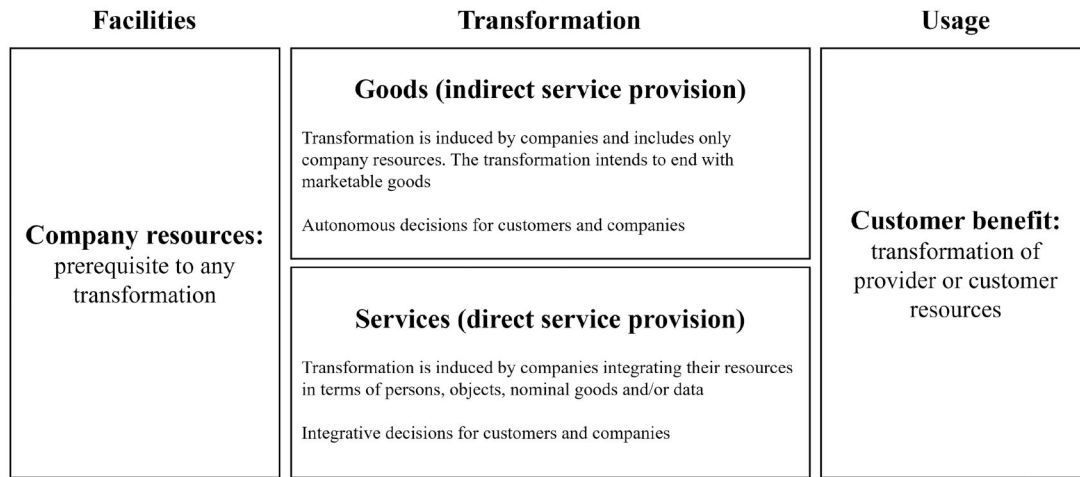 Facilities
Transformation
Usage
Company resources:
prerequisite to any
transformation
Goods (indirect service provision)
Transformation is induced by companies and includes only
company resources. The transformation intends to end with
marketable goods
Autonomous decisions for customers and companies
Services (direct service provision)
Transformation is induced by companies integrating their resources
in terms of persons, objects, nominal goods and/or data
Integrative decisions for customers and companies
Customer benefit:
transformation of
provider or customer
resources